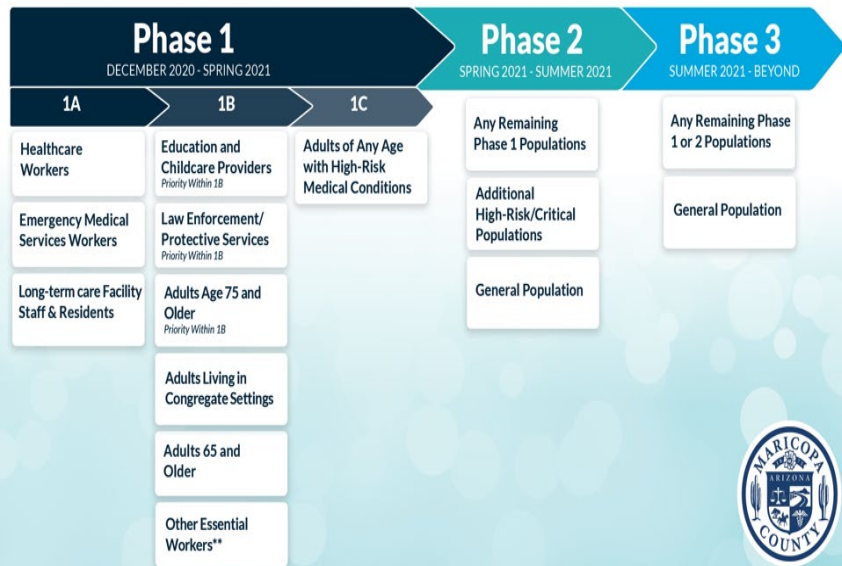 Phase 1
DECEMBER 2020 - SPRING 2021
Phase 2
SPRING 2021 - SUMMER 2021
Phase 3
SUMMER 2021 - BEYOND
1A
1B
1C
Healthcare
Workers
Emergency Medical
Services Workers
Long-term care Facility
Staff & Residents
Education and
Childcare Providers
Priority Within 1B
Law Enforcement/
Protective Services
Priority Within 1B
Adults Age 75 and
Older
Priority Within 1B
Adults Living in
Congregate Settings
Adults 65 and
Older
Other Essential
Workers**
Adults of Any Age
with High-Risk
Medical Conditions
Any Remaining
Phase 1 Populations
Additional
High-Risk/Critical
Populations
General Population
Any Remaining Phase
1 or 2 Populations
General Population
MARICOPA
ARIZONA
COUNTY